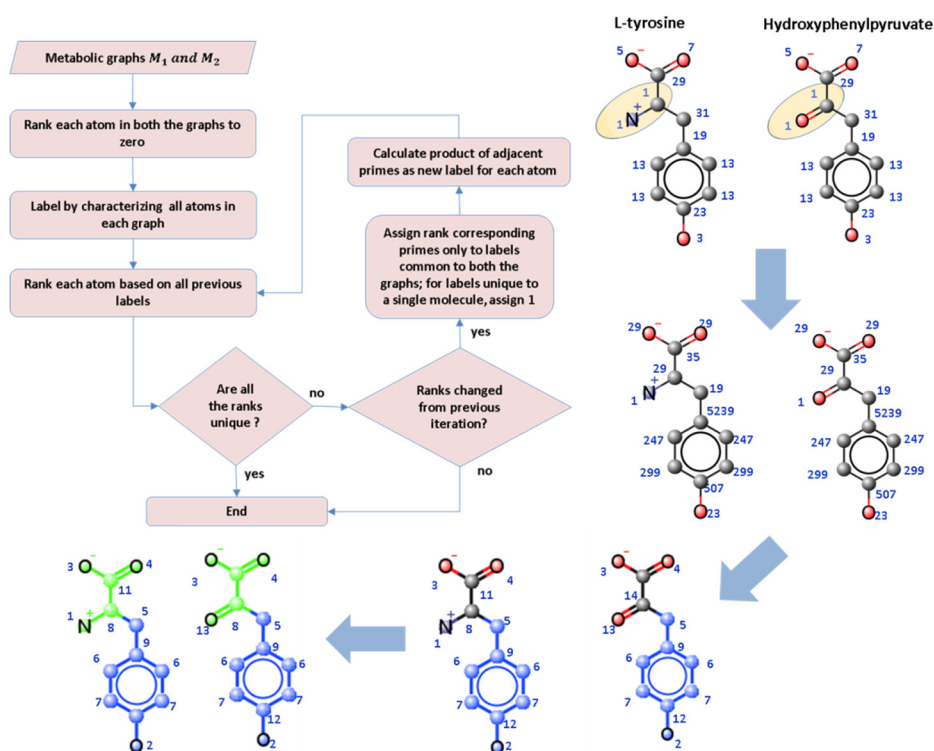 L-tyrosine
Hydroxyphenylpyruvate
Metabolic graphs M₁ and M₂
Rank each atom in both the graphs to
zero
Label by characterizing all atoms in
each graph
Rank each atom based on all previous
labels
Calculate product of adjacent
primes as new label for each atom
Assign rank corresponding
primes only to labels
common to both the
graphs; for labels unique to
a single molecule, assign 1
yes
Are all
the ranks
unique ?
no
Ranks changed
from previous
iteration?
yes
no
End
5 − 7
29
1
1 N +
31
19
13 13
13 13
23
3
5 − 7
29
1
1
31
19
13 13
13 13
23
3
29 − 29
35
29
1 N +
19
5239
247 247
299 299
507
23
29 − 29
35
29
1
19
5239
247 247
299 299
507
23
3 − 4
11
1 N +
8
5
9
6 6
7 7
2
3 − 4
13
8
5
9
6 6
7 7
12
2
3 − 4
11
N +
1
8
5
9
6 6
7 7
12
2
3 − 4
14
13
5
9
6 6
7 7
12
2